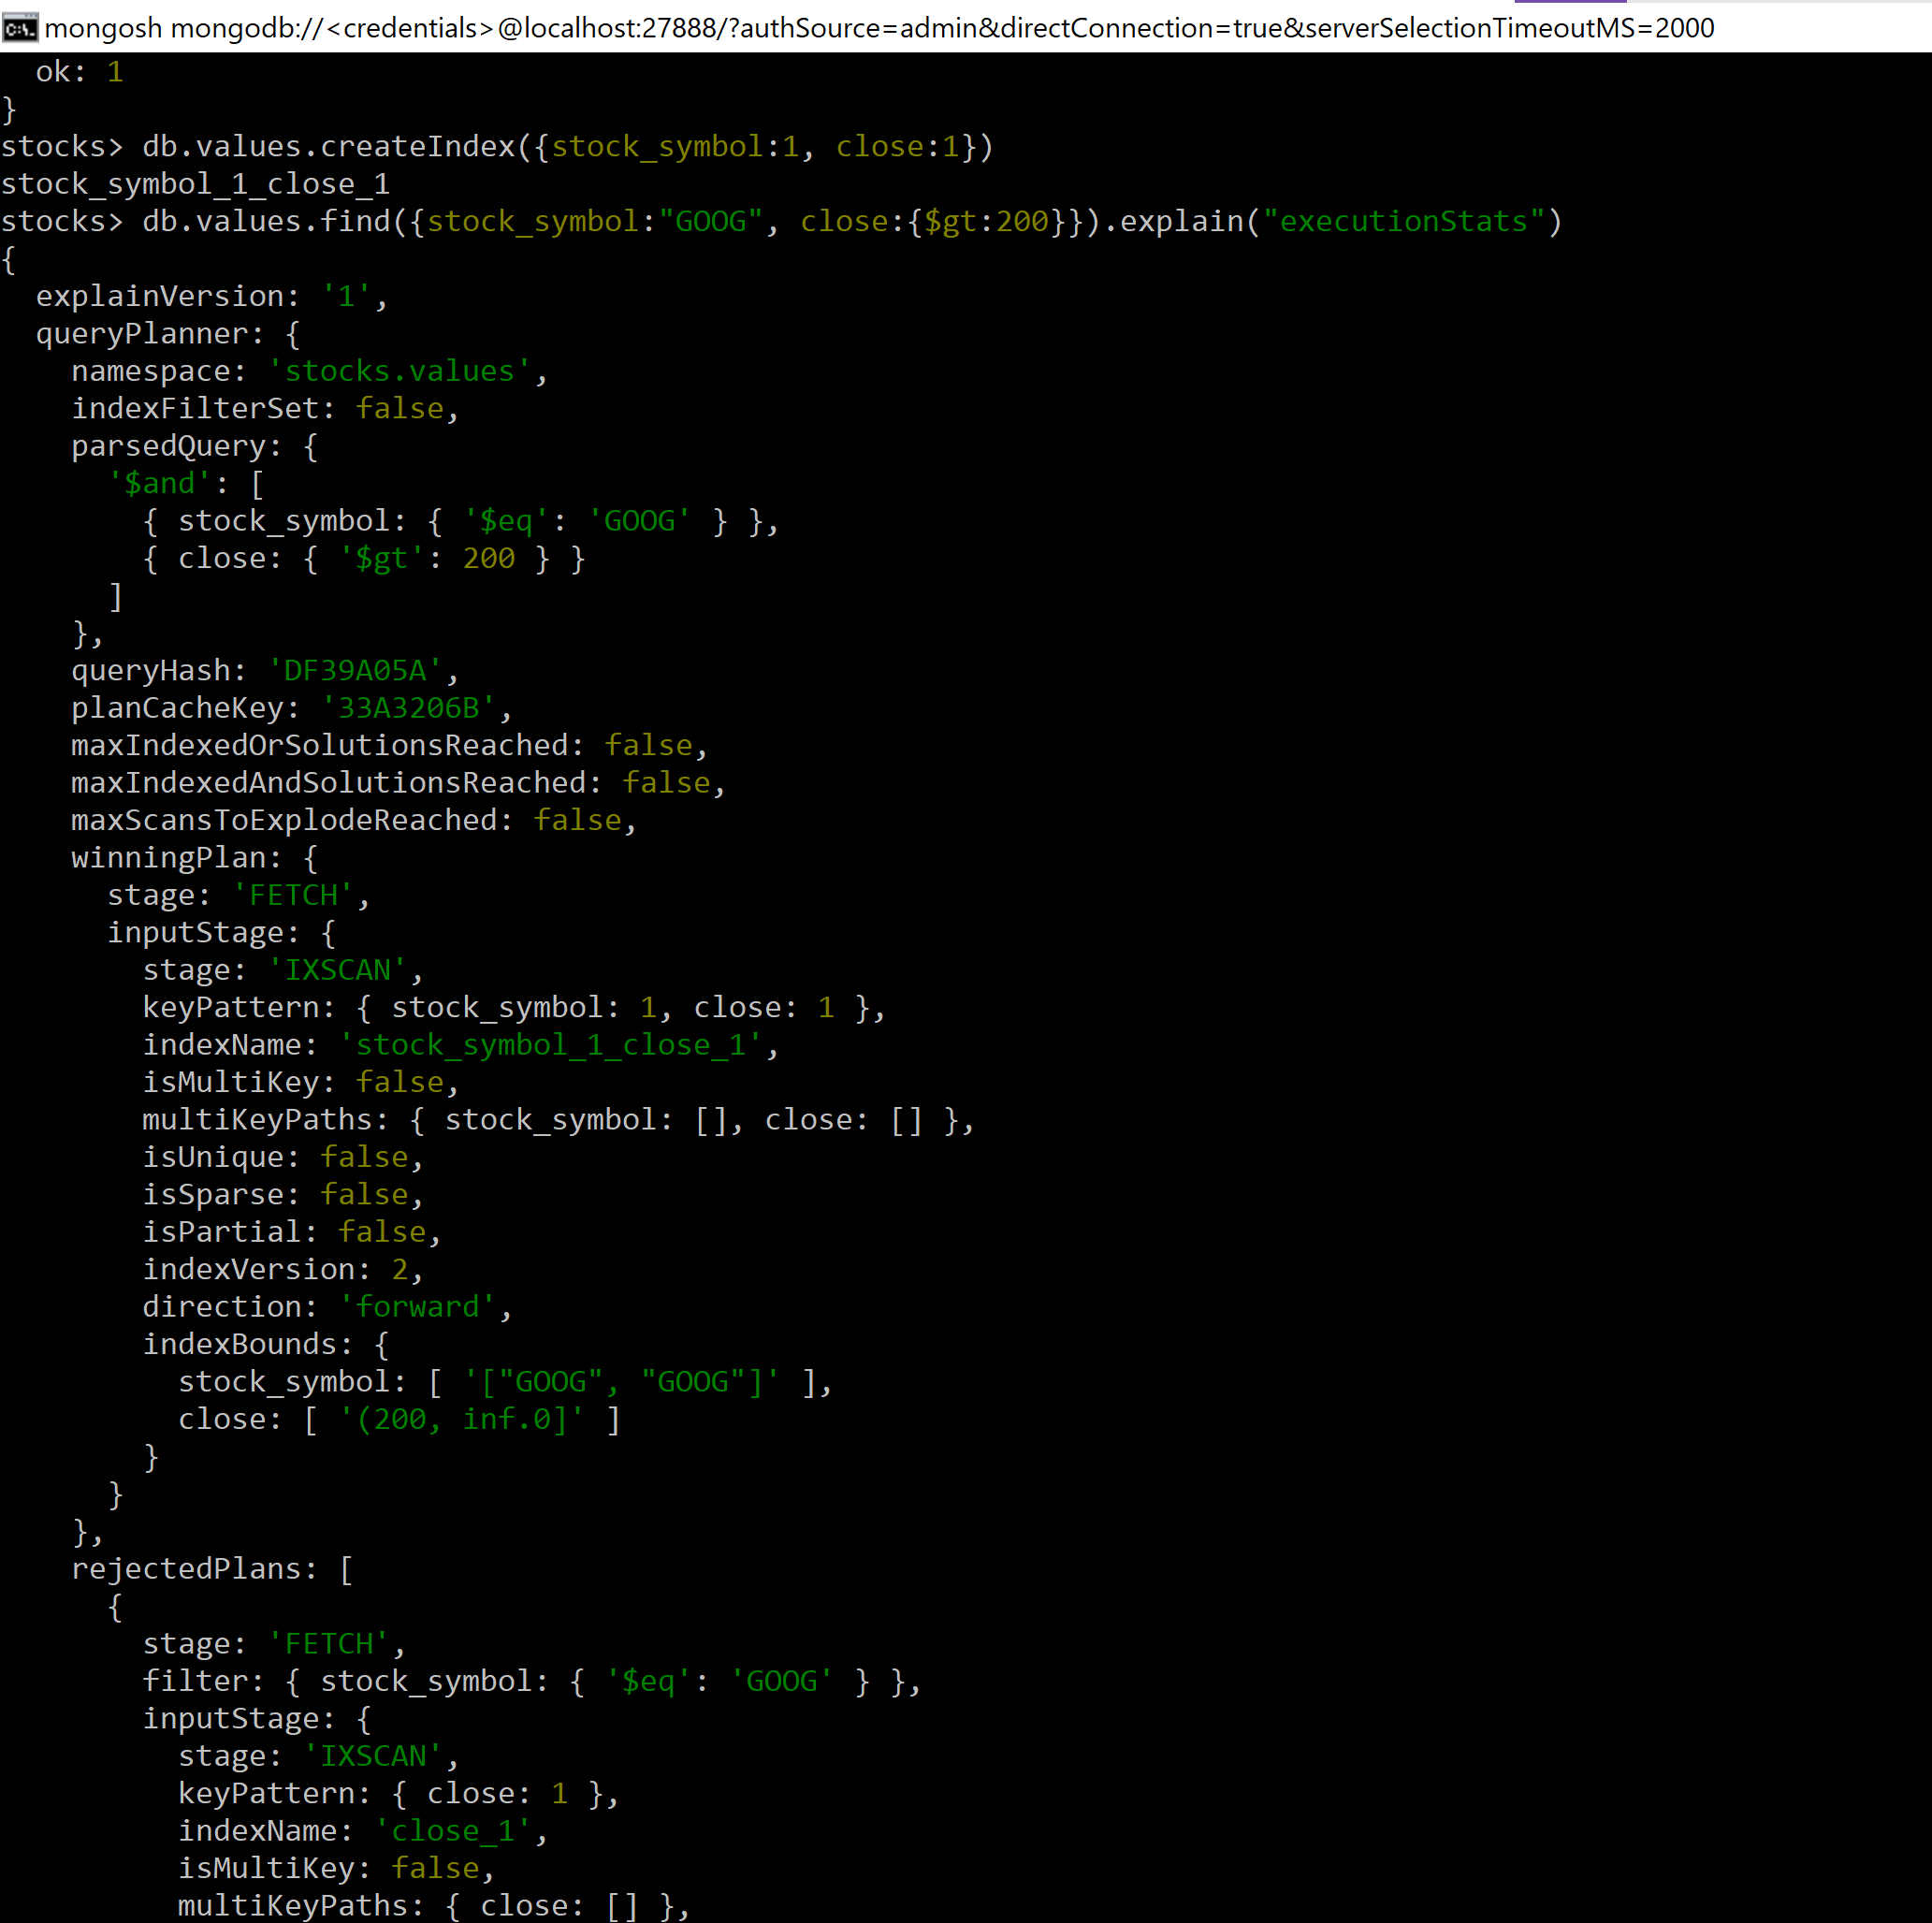 mongosh mongodb://<credentials>@localhost:27888/?authSource=admin&directConnection=true&serverSelectionTimeoutMS=2000
  ok: 1
}
stocks> db.values.createIndex({stock_symbol:1, close:1})
stock_symbol_1_close_1
stocks> db.values.find({stock_symbol:"GOOG", close:{$gt:200}}).explain("executionStats")
{
  explainVersion: '1',
  queryPlanner: {
    namespace: 'stocks.values',
    indexFilterSet: false,
    parsedQuery: {
      '$and': [
        { stock_symbol: { '$eq': 'GOOG' } },
        { close: { '$gt': 200 } }
      ]
    },
    queryHash: 'DF39A05A',
    planCacheKey: '33A3206B',
    maxIndexedOrSolutionsReached: false,
    maxIndexedAndSolutionsReached: false,
    maxScansToExplodeReached: false,
    winningPlan: {
      stage: 'FETCH',
      inputStage: {
        stage: 'IXSCAN',
        keyPattern: { stock_symbol: 1, close: 1 },
        indexName: 'stock_symbol_1_close_1',
        isMultiKey: false,
        multiKeyPaths: { stock_symbol: [], close: [] },
        isUnique: false,
        isSparse: false,
        isPartial: false,
        indexVersion: 2,
        direction: 'forward',
        indexBounds: {
          stock_symbol: [ '["GOOG", "GOOG"]' ],
          close: [ '(200, inf.0]' ]
        }
      }
    },
    rejectedPlans: [
      {
        stage: 'FETCH',
        filter: { stock_symbol: { '$eq': 'GOOG' } },
        inputStage: {
          stage: 'IXSCAN',
          keyPattern: { close: 1 },
          indexName: 'close_1',
          isMultiKey: false,
          multiKeyPaths: { close: [] },